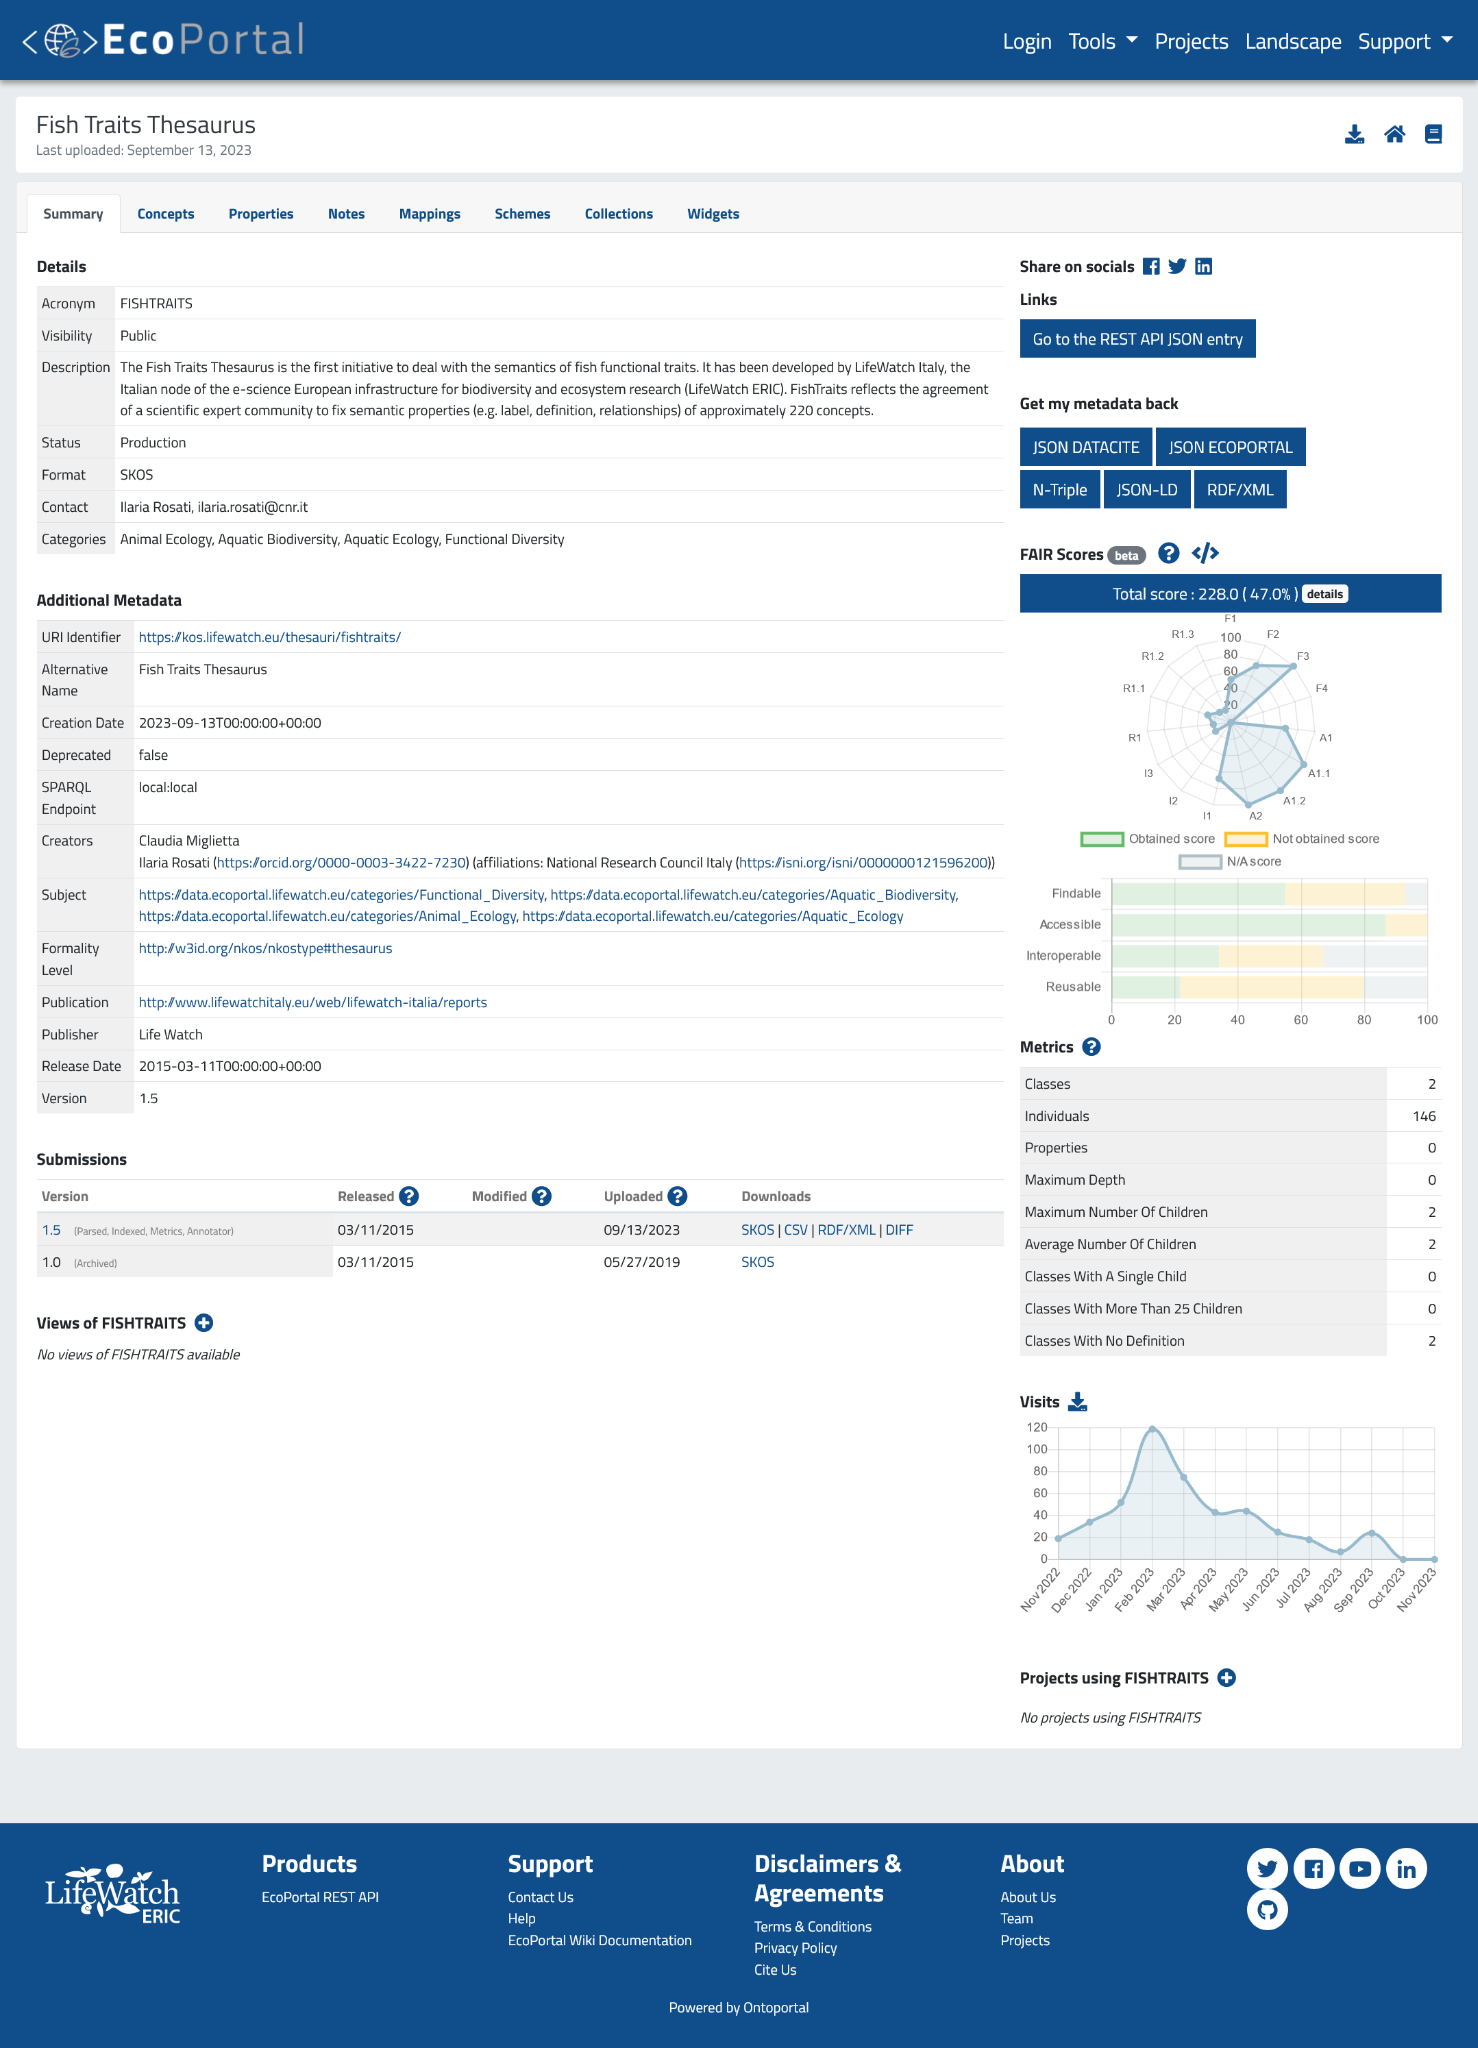 <EcoPortal
Login Tools Projects Landscape Support
Fish Traits Thesaurus
Last uploaded: September 13, 2023
Summary Concepts Properties Notes Mappings Schemes Collections Widgets
Details
Acronym FISHTRAITS
Visibility Public
Description The Fish Traits Thesaurus is the first initiative to deal with the semantics of fish functional traits. It has been developed by LifeWatch Italy, the
Italian node of the e-science European infrastructure for biodiversity and ecosystem research (LifeWatch ERIC). FishTraits reflects the agreement
of a scientific expert community to fix semantic properties (e.g. label, definition, relationships) of approximately 220 concepts.
Status Production
Format SKOS
Contact Ilaria Rosati, ilaria.rosati@cnr.it
Categories Animal Ecology, Aquatic Biodiversity, Aquatic Ecology, Functional Diversity
Additional Metadata
URI Identifier https://kos.lifewatch.eu/thesauri/fishtraits/
Alternative Name Fish Traits Thesaurus
Creation Date 2023-09-13T00:00:00+00:00
Deprecated false
SPARQL Endpoint local:local
Creators Claudia Miglietta
Ilaria Rosati (https://orcid.org/0000-0003-3422-7230) (affiliations: National Research Council Italy (https://isni.org/isni/0000000121596200))
Subject https://data.ecoportal.lifewatch.eu/categories/Functional_Diversity, https://data.ecoportal.lifewatch.eu/categories/Aquatic_Biodiversity,
https://data.ecoportal.lifewatch.eu/categories/Animal_Ecology, https://data.ecoportal.lifewatch.eu/categories/Aquatic_Ecology
Formality Level http://w3id.org/nkos/nkostype#thesaurus
Publication http://www.lifewatchitaly.eu/web/lifewatch-italia/reports
Publisher Life Watch
Release Date 2015-03-11T00:00:00+00:00
Version 1.5
Submissions
Version Released Modified Uploaded Downloads
1.5 (Parsed, Indexed, Metrics, Annotator) 03/11/2015 09/13/2023 SKOS | CSV | RDF/XML | DIFF
1.0 (Archived) 03/11/2015 05/27/2019 SKOS
Views of FISHTRAITS
No views of FISHTRAITS available
Share on socials
Links
Go to the REST API JSON entry
Get my metadata back
JSON DATACITE JSON ECOPORTAL
N-Triple JSON-LD RDF/XML
FAIR Scores beta
Total score : 228.0 ( 47.0% ) details
F1
R1.3 100 F2
R1.2 80 F3
60
R1.1 40 F4
20
R1 A1
I3 A1.1
I2 A1.2
I1 A2
Obtained score Not obtained score
N/A score
Findable
Accessible
Interoperable
Reusable
0 20 40 60 80 100
Metrics
Classes 2
Individuals 146
Properties 0
Maximum Depth 0
Maximum Number Of Children 2
Average Number Of Children 2
Classes With A Single Child 0
Classes With More Than 25 Children 0
Classes With No Definition 2
Visits
120
100
80
60
40
20
0
Nov 2022 Dec 2022 Jan 2023 Feb 2023 Mar 2023 Apr 2023 May 2023 Jun 2023 Jul 2023 Aug 2023 Sep 2023 Oct 2023 Nov 2023
Projects using FISHTRAITS
No projects using FISHTRAITS
LifeWatch
ERIC
Products
EcoPortal REST API
Support
Contact Us
Help
EcoPortal Wiki Documentation
Disclaimers &
Agreements
Terms & Conditions
Privacy Policy
Cite Us
About
About Us
Team
Projects
Powered by Ontoportal